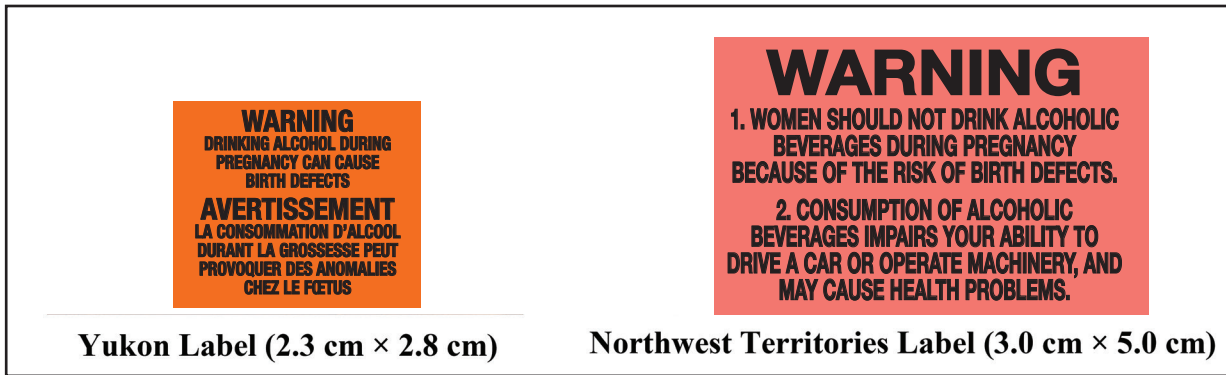 WARNING
DRINKING ALCOHOL DURING
PREGNANCY CAN CAUSE
BIRTH DEFECTS
AVERTISSEMENT
LA CONSOMMATION D'ALCOOL
DURANT LA GROSSESSE PEUT
PROVOQUER DES ANOMALIES
CHEZ LE FŒTUS
Yukon Label (2.3 cm × 2.8 cm)
WARNING
1. WOMEN SHOULD NOT DRINK ALCOHOLIC
BEVERAGES DURING PREGNANCY
BECAUSE OF THE RISK OF BIRTH DEFECTS.
2. CONSUMPTION OF ALCOHOLIC
BEVERAGES IMPAIRS YOUR ABILITY TO
DRIVE A CAR OR OPERATE MACHINERY, AND
MAY CAUSE HEALTH PROBLEMS.
Northwest Territories Label (3.0 cm × 5.0 cm)